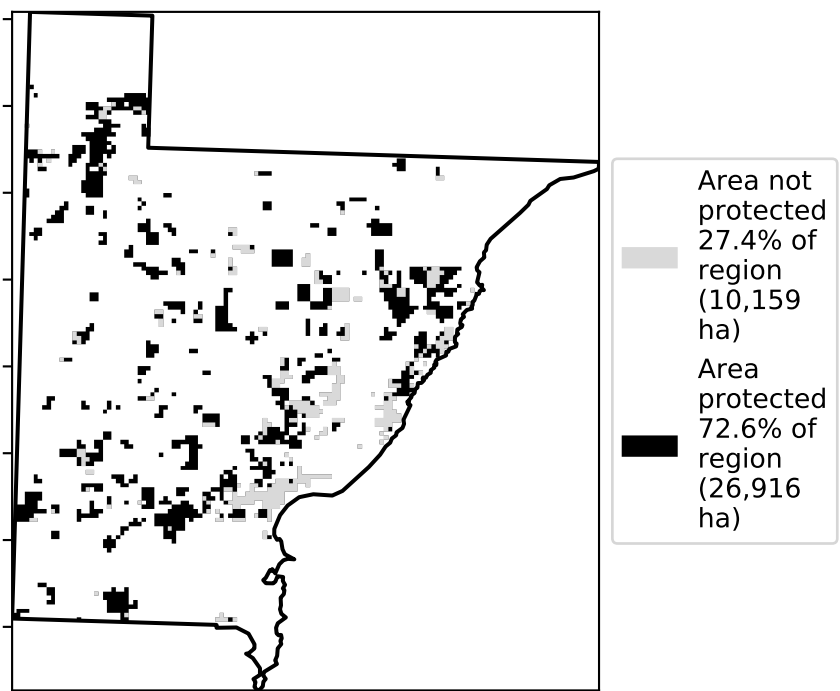 Area not
protected
27.4% of
region
(10,159
ha)
Area
protected
72.6% of
region
(26,916
ha)